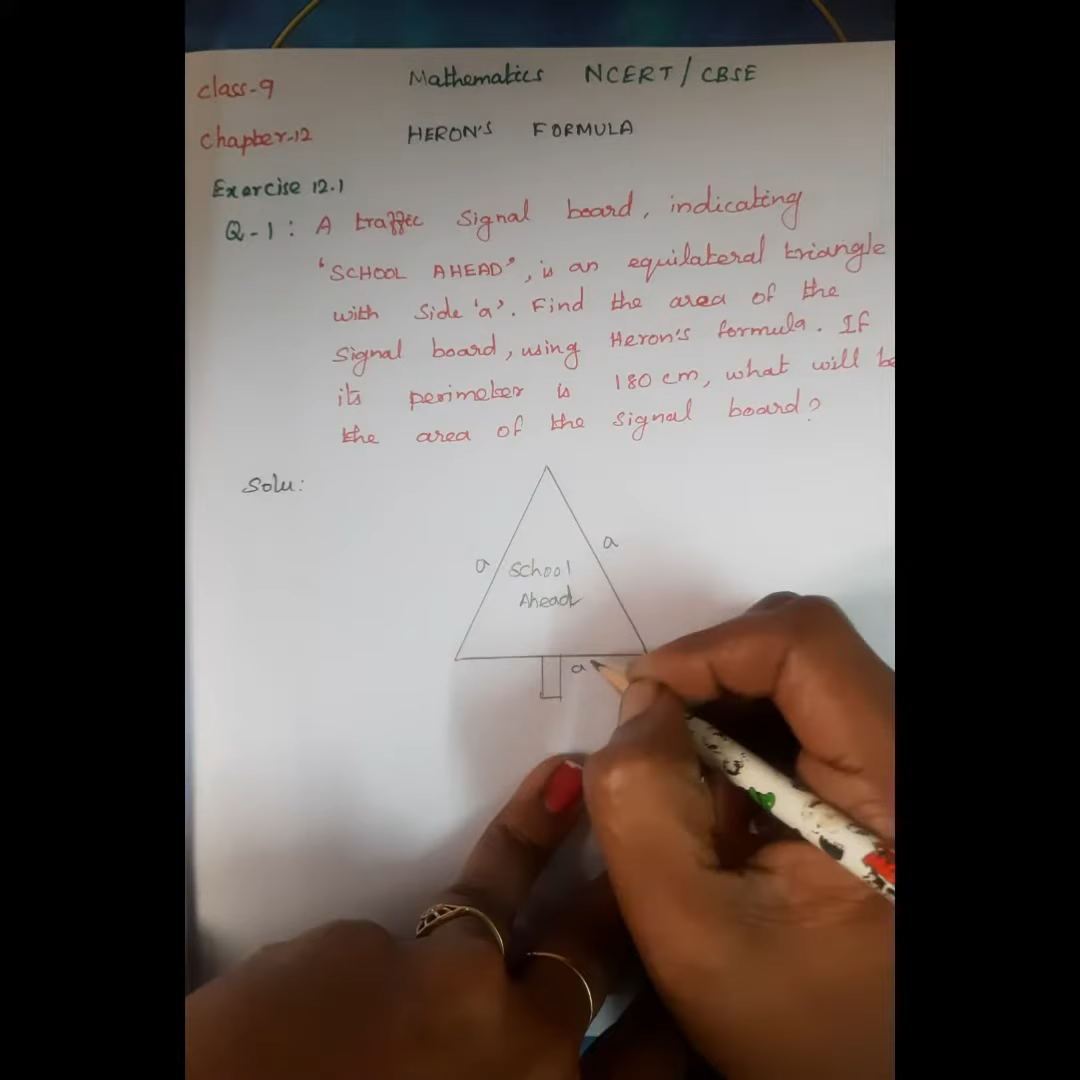 class-9
Mathematics NCERT/CBSE
Chapter-12 HERON'S FORMULA
Exercise 12.1
Q-1: A traffic signal board, indicating
'SCHOOL AHEAD', is an equilateral triangle
with side 'a'. Find the area of the
signal board, using Heron's formula. If
its perimeter is 180 cm, what will be
the area of the signal board?
Solu:
a
a
School
Ahead
a